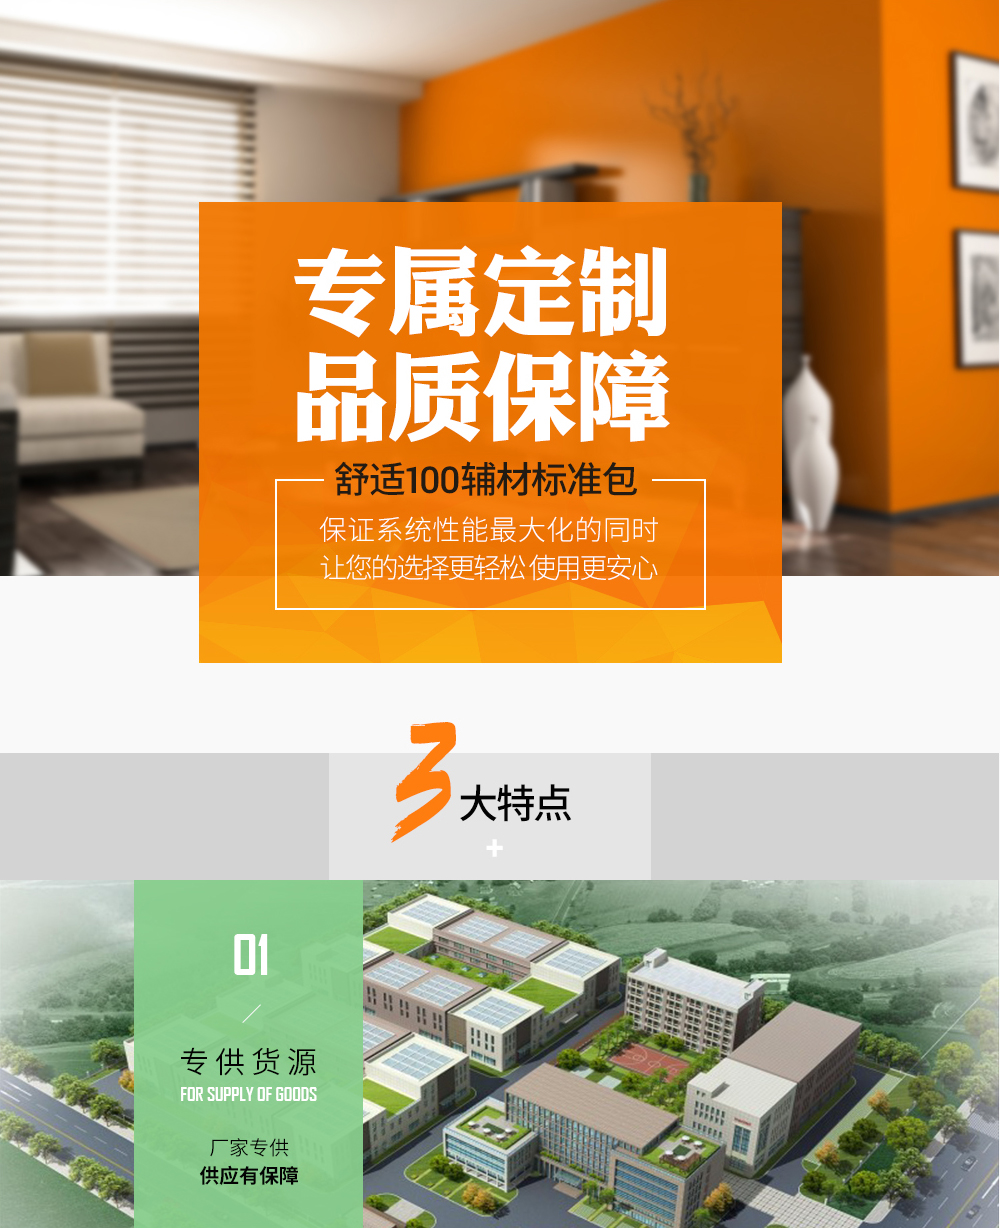 专属定制
品质保障
舒适100辅材标准包
保证系统性能最大化的同时
让您的选择更轻松 使用更安心
3大特点
+
01
专供货源
FOR SUPPLY OF GOODS
厂家专供
供应有保障